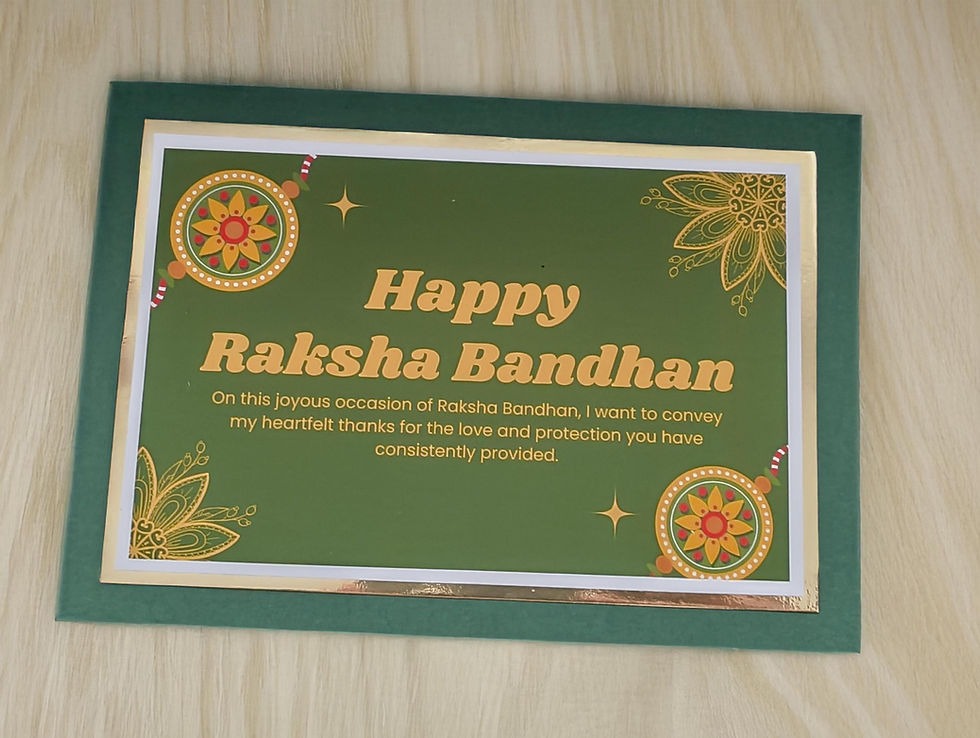 Happy
Raksha Bandhan
On this joyous occasion of Raksha Bandhan, I want to convey
my heartfelt thanks for the love and protection you have
consistently provided.